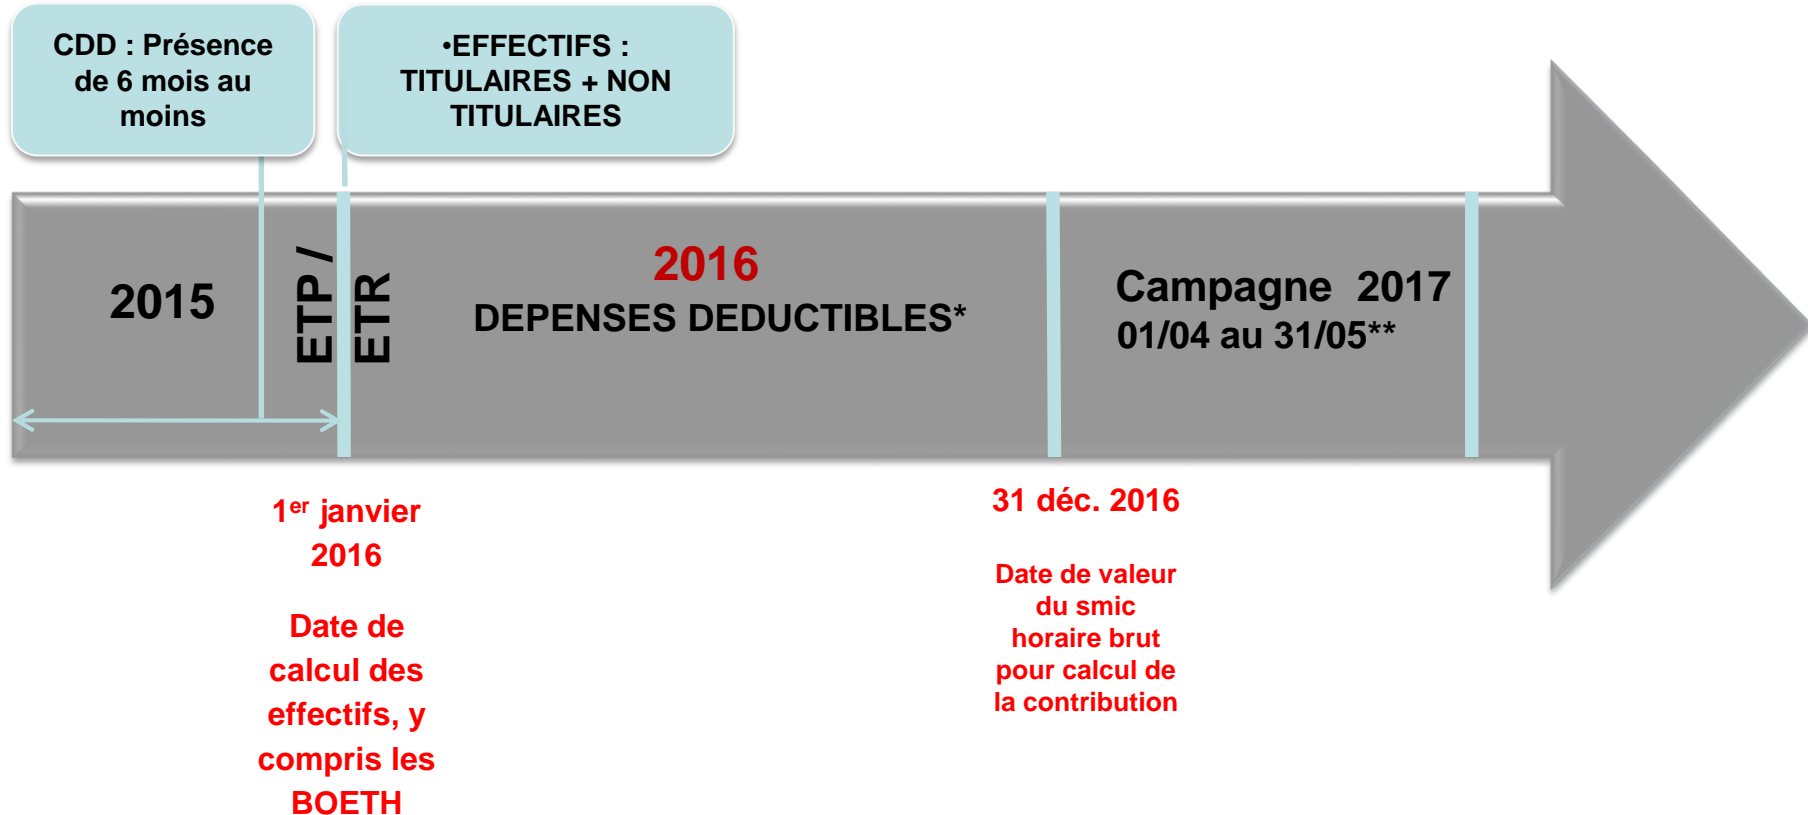 CDD : Présence
de 6 mois au
moins
•EFFECTIFS :
TITULAIRES + NON
TITULAIRES
2015
ETP /
ETR
2016
DEPENSES DEDUCTIBLES*
Campagne 2017
01/04 au 31/05**
1er janvier
2016
Date de
calcul des
effectifs, y
compris les
BOETH
31 déc. 2016
Date de valeur
du smic
horaire brut
pour calcul de
la contribution